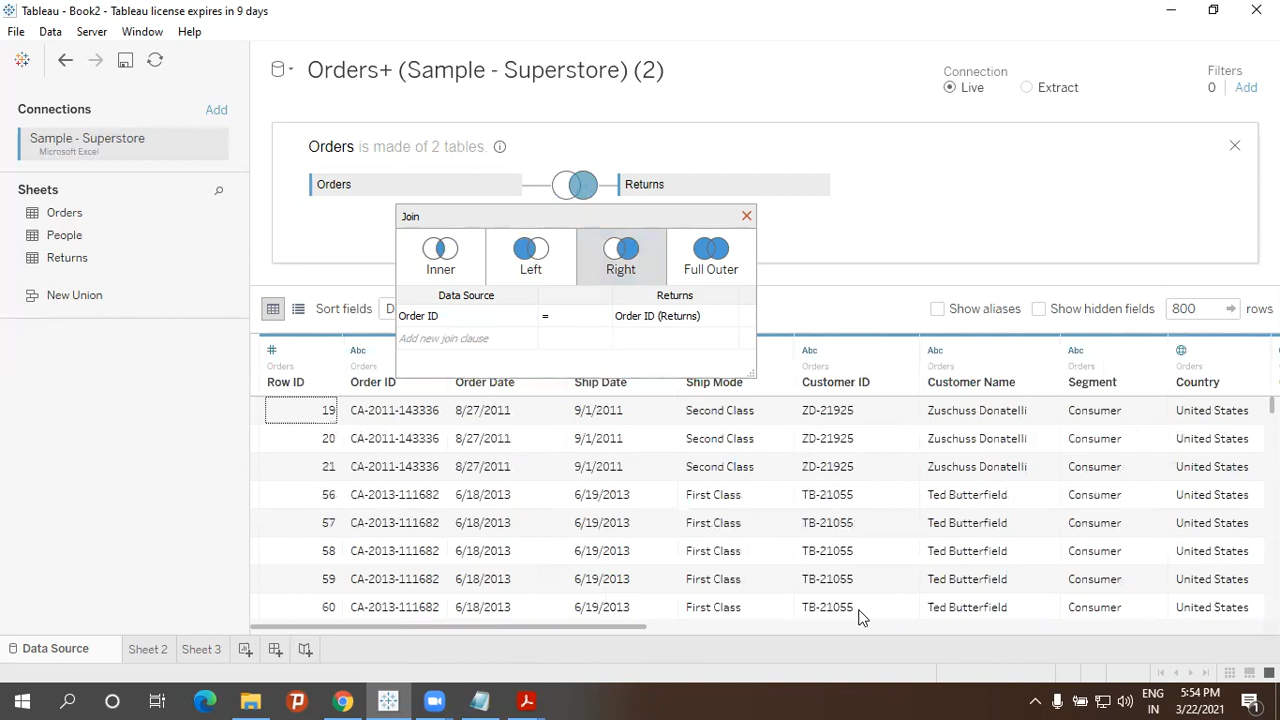 Tableau - Book2 - Tableau license expires in 9 days
File Data Server Window Help
Orders+ (Sample - Superstore) (2)
Connection
Live Extract
Filters
0 Add
Connections Add
Sample - Superstore
Microsoft Excel
Sheets
Orders
People
Returns
New Union
Orders is made of 2 tables.
Orders Returns
Join
Inner Left Right Full Outer
Data Source Returns
Order ID = Order ID (Returns)
Add new join clause
Sort fields D Show aliases Show hidden fields 800 rows
# Abc Abc Abc Abc
Orders Orders Orders Orders Orders Orders
Row ID Order ID Order Date Ship Date Ship Mode Customer ID Customer Name Segment Country
19 CA-2011-143336 8/27/2011 9/1/2011 Second Class ZD-21925 Zuschuss Donatelli Consumer United States
20 CA-2011-143336 8/27/2011 9/1/2011 Second Class ZD-21925 Zuschuss Donatelli Consumer United States
21 CA-2011-143336 8/27/2011 9/1/2011 Second Class ZD-21925 Zuschuss Donatelli Consumer United States
56 CA-2013-111682 6/18/2013 6/19/2013 First Class TB-21055 Ted Butterfield Consumer United States
57 CA-2013-111682 6/18/2013 6/19/2013 First Class TB-21055 Ted Butterfield Consumer United States
58 CA-2013-111682 6/18/2013 6/19/2013 First Class TB-21055 Ted Butterfield Consumer United States
59 CA-2013-111682 6/18/2013 6/19/2013 First Class TB-21055 Ted Butterfield Consumer United States
60 CA-2013-111682 6/18/2013 6/19/2013 First Class TB-21055 Ted Butterfield Consumer United States
Data Source Sheet 2 Sheet 3
ENG
IN
5:54 PM
3/22/2021
1